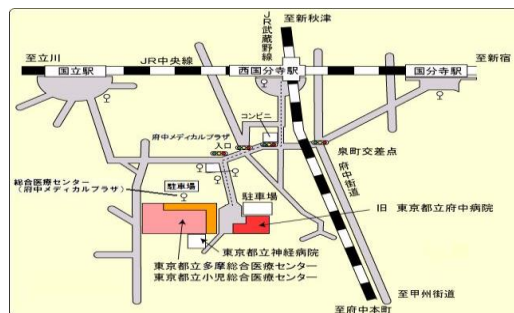 至新秋津
JR武蔵野線
至立川
JR中央線
至新宿
国立駅
西国分寺駅
国分寺駅
コンビニ
府中メディカルプラザ
入口
泉町交差点
府中街道
総合医療センター
(府中メディカルプラザ)
駐車場
駐車場
旧 東京都立府中病院
東京都立神経病院
東京都立多摩総合医療センター
東京都立小児総合医療センター
至甲州街道
至府中本町